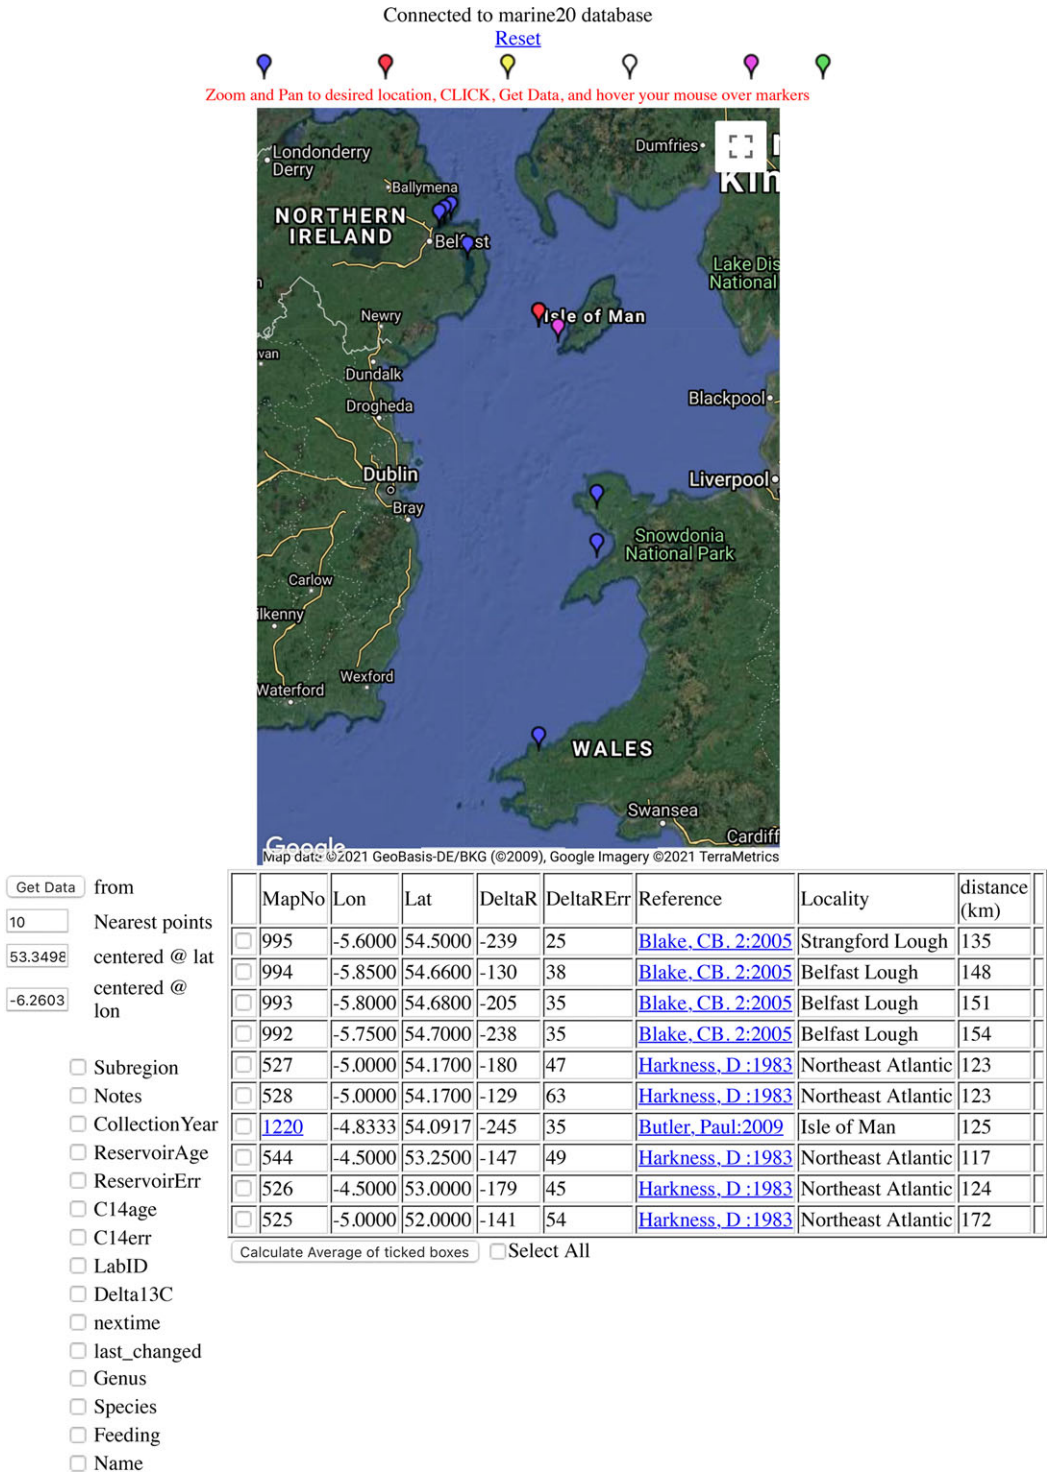 Connected to marine20 database
Reset
Zoom and Pan to desired location, CLICK, Get Data, and hover your mouse over markers
Londonderry
Derry
Dumfries
Ballymena
NORTHERN
IRELAND
Belfast
Lake Dis
National
Newry
Isle of Man
van
Dundalk
Drogheda
Blackpool
Dublin
Liverpool
Bray
Snowdonia
National Park
Carlow
ilkenny
Wexford
Waterford
WALES
Swansea
Cardiff
Google
Map data ©2021 GeoBasis-DE/BKG (©2009), Google Imagery ©2021 TerraMetrics
Get Data from
10 Nearest points
53.3498 centered @ lat
-6.2603 centered @
lon
Subregion
Notes
CollectionYear
ReservoirAge
ReservoirErr
C14age
C14err
LabID
Delta13C
nextime
last_changed
Genus
Species
Feeding
Name
MapNo Lon Lat DeltaR DeltaRErr Reference Locality distance
(km)
995 -5.6000 54.5000 -239 25 Blake, CB. 2:2005 Strangford Lough 135
994 -5.8500 54.6600 -130 38 Blake, CB. 2:2005 Belfast Lough 148
993 -5.8000 54.6800 -205 35 Blake, CB. 2:2005 Belfast Lough 151
992 -5.7500 54.7000 -238 35 Blake, CB. 2:2005 Belfast Lough 154
527 -5.0000 54.1700 -180 47 Harkness, D :1983 Northeast Atlantic 123
528 -5.0000 54.1700 -129 63 Harkness, D :1983 Northeast Atlantic 123
1220 -4.8333 54.0917 -245 35 Butler, Paul:2009 Isle of Man 125
544 -4.5000 53.2500 -147 49 Harkness, D :1983 Northeast Atlantic 117
526 -4.5000 53.0000 -179 45 Harkness, D :1983 Northeast Atlantic 124
525 -5.0000 52.0000 -141 54 Harkness, D :1983 Northeast Atlantic 172
Calculate Average of ticked boxes Select All